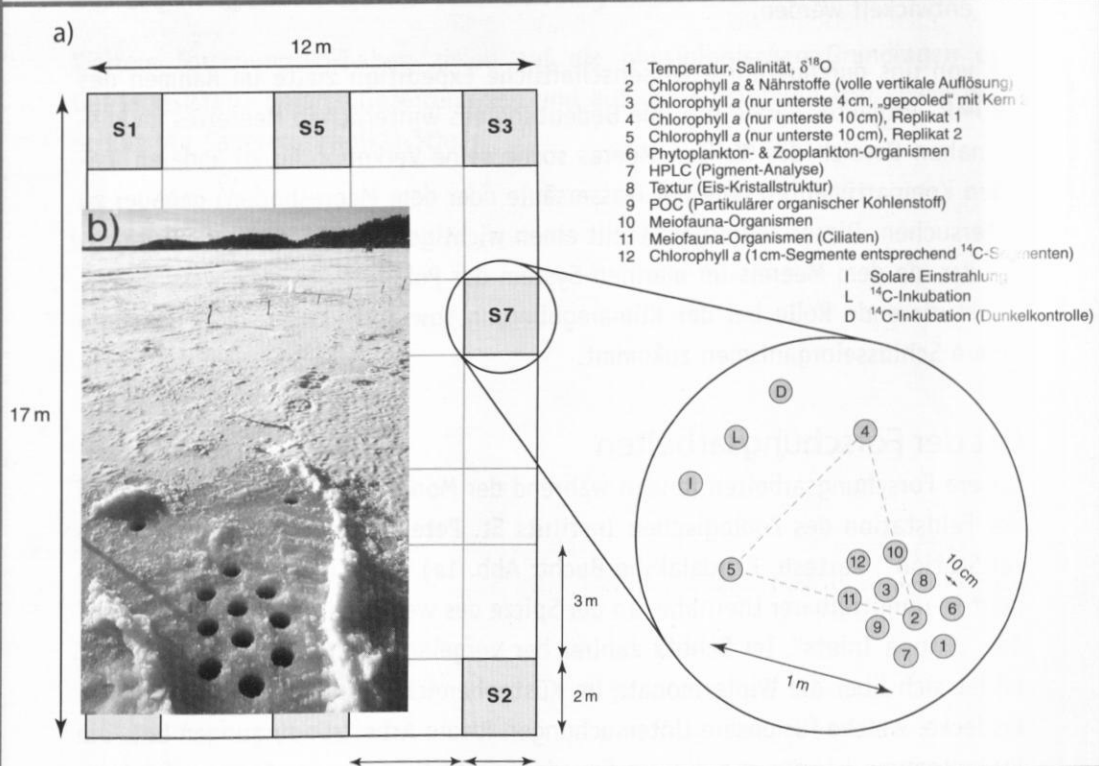 entwickelt worden
a)
12 m
S1
S5
S3
1 Temperatur, Salinität, δ¹⁸O
2 Chlorophyll a & Nährstoffe (volle vertikale Auflösung)
3 Chlorophyll a (nur unterste 4 cm, „gepooled" mit Kern
4 Chlorophyll a (nur unterste 10 cm), Replikat 1
5 Chlorophyll a (nur unterste 10 cm), Replikat 2
6 Phytoplankton- & Zooplankton-Organismen
7 HPLC (Pigment-Analyse)
8 Textur (Eis-Kristallstruktur)
9 POC (Partikulärer organischer Kohlenstoff)
10 Meiofauna-Organismen
11 Meiofauna-Organismen (Ciliaten)
12 Chlorophyll a (1 cm-Segmente entsprechend ¹⁴C-Segmenten)
I Solare Einstrahlung
L ¹⁴C-Inkubation
D ¹⁴C-Inkubation (Dunkelkontrolle)
b)
S7
17 m
D
4
L
I
5
12
10
10 cm
3
8
11
6
2
9
1
7
1 m
3 m
S2
2 m